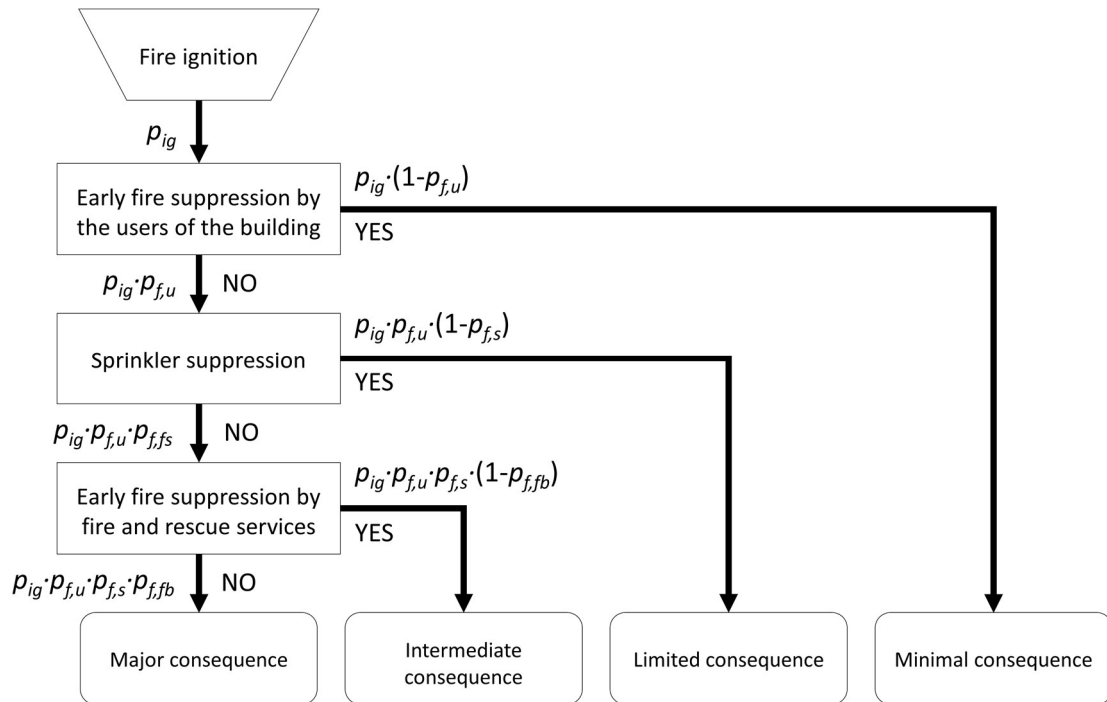 Fire ignition
p_ig
Early fire suppression by
the users of the building
p_ig·(1-p_f,u)
YES
p_ig·p_f,u
NO
Sprinkler suppression
p_ig·p_f,u·(1-p_f,s)
YES
p_ig·p_f,u·p_f,fs
NO
Early fire suppression by
fire and rescue services
p_ig·p_f,u·p_f,s·(1-p_f,fb)
YES
p_ig·p_f,u·p_f,s·p_f,fb
NO
Major consequence
Intermediate
consequence
Limited consequence
Minimal consequence